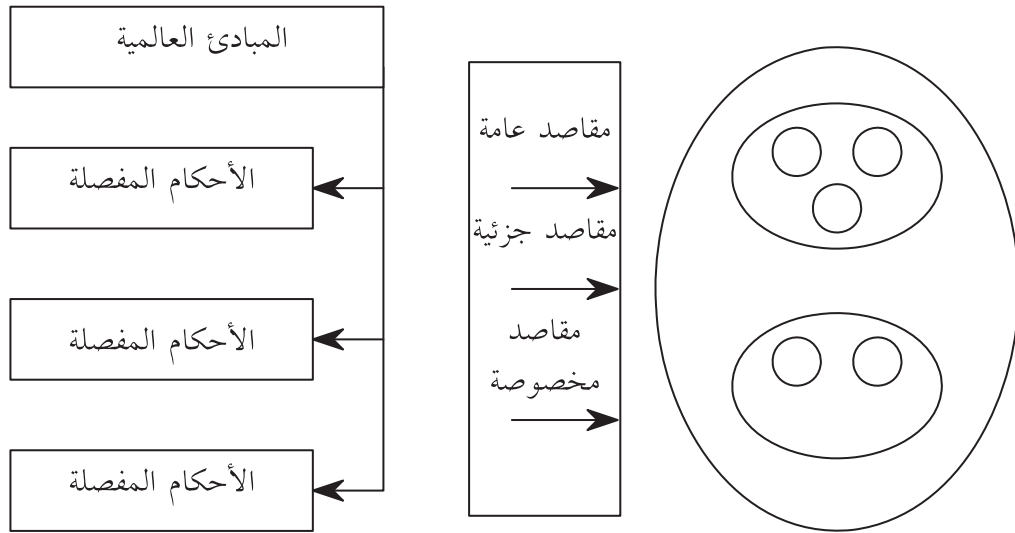 المبادئ العالمية
الأحكام المفصلة
الأحكام المفصلة
الأحكام المفصلة
مقاصد عامة
مقاصد جزئية
مقاصد
مخصوصة